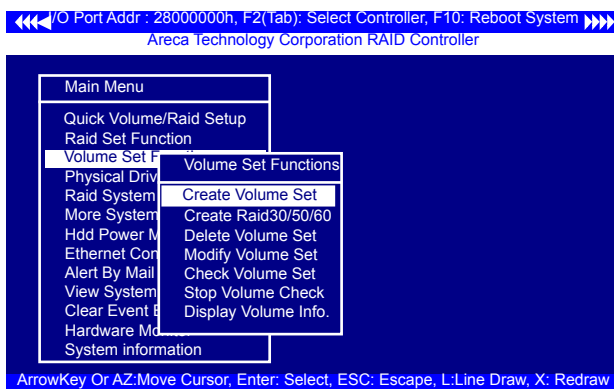 I/O Port Addr : 28000000h, F2(Tab): Select Controller, F10: Reboot System
Areca Technology Corporation RAID Controller
Main Menu
Quick Volume/Raid Setup
Raid Set Function
Volume Set F
Physical Driv
Raid System
More System
Hdd Power M
Ethernet Con
Alert By Mail
View System
Clear Event
Hardware Mo
System information
Volume Set Functions
Create Volume Set
Create Raid30/50/60
Delete Volume Set
Modify Volume Set
Check Volume Set
Stop Volume Check
Display Volume Info.
ArrowKey Or AZ:Move Cursor, Enter: Select, ESC: Escape, L:Line Draw, X: Redraw